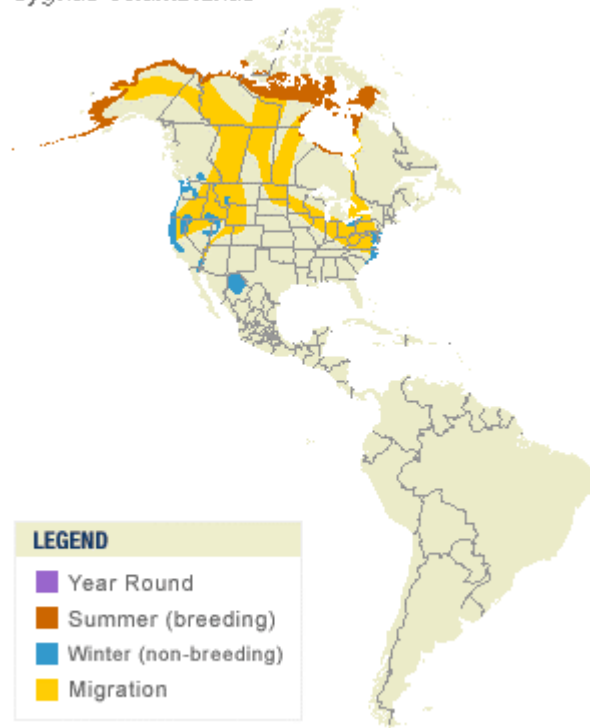 LEGEND
Year Round
Summer (breeding)
Winter (non-breeding)
Migration